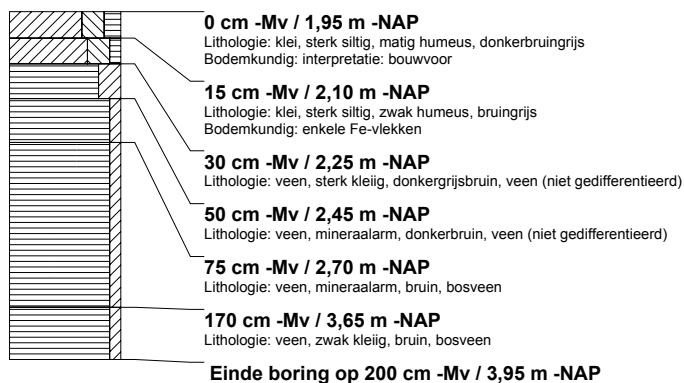 0 cm -Mv / 1,95 m -NAP
Lithologie: klei, sterk siltig, matig humeus, donkerbruingrijs
Bodemkundig: interpretatie: bouwvoor
15 cm -Mv / 2,10 m -NAP
Lithologie: klei, sterk siltig, zwak humeus, bruingrijs
Bodemkundig: enkele Fe-vlekken
30 cm -Mv / 2,25 m -NAP
Lithologie: veen, sterk kleiig, donkergrijsbruin, veen (niet gedifferentieerd)
50 cm -Mv / 2,45 m -NAP
Lithologie: veen, mineraalarm, donkerbruin, veen (niet gedifferentieerd)
75 cm -Mv / 2,70 m -NAP
Lithologie: veen, mineraalarm, bruin, bosveen
170 cm -Mv / 3,65 m -NAP
Lithologie: veen, zwak kleiig, bruin, bosveen
Einde boring op 200 cm -Mv / 3,95 m -NAP